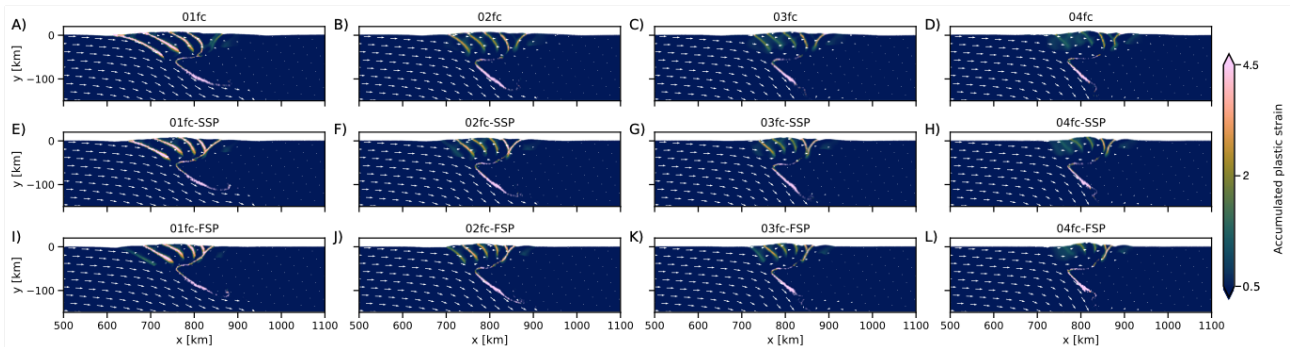 A) 01fc B) 02fc C) 03fc D) 04fc
y [km] 0 −100
4.5
E) 01fc-SSP F) 02fc-SSP G) 03fc-SSP H) 04fc-SSP
y [km] 0 −100
2
Accumulated plastic strain
I) 01fc-FSP J) 02fc-FSP K) 03fc-FSP L) 04fc-FSP
y [km] 0 −100
0.5
500 600 700 800 900 1000 1100 500 600 700 800 900 1000 1100 500 600 700 800 900 1000 1100 500 600 700 800 900 1000 1100
x [km] x [km] x [km] x [km]